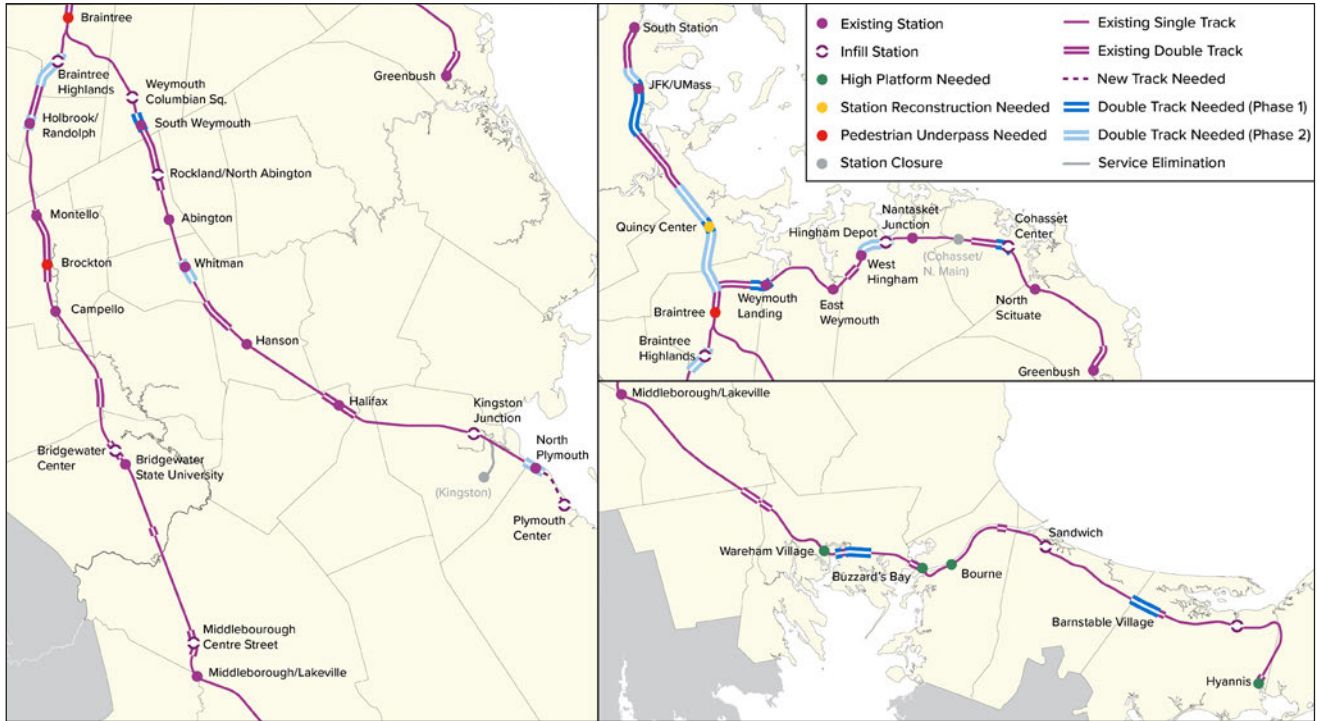 Braintree
Braintree
Highlands
Weymouth
Columbian Sq.
Greenbush
Holbrook/
Randolph
South Weymouth
Rockland/North Abington
Montello
Abington
Brockton
Whitman
Campello
Hanson
Halifax
Kingston
Junction
North
Plymouth
Bridgewater
Center
Bridgewater
State University
(Kingston)
Plymouth
Center
Middlebourough
Centre Street
Middleborough/Lakeville
South Station
JFK/UMass
Quincy Center
Nantasket
Junction
Hingham Depot
Cohasset
Center
(Cohasset/
N. Main)
West
Hingham
Weymouth
Landing
East
Weymouth
North
Scituate
Braintree
Braintree
Highlands
Greenbush
Existing Station
Infill Station
High Platform Needed
Station Reconstruction Needed
Pedestrian Underpass Needed
Station Closure
Existing Single Track
Existing Double Track
New Track Needed
Double Track Needed (Phase 1)
Double Track Needed (Phase 2)
Service Elimination
Middleborough/Lakeville
Wareham Village
Buzzard's Bay
Bourne
Sandwich
Barnstable Village
Hyannis